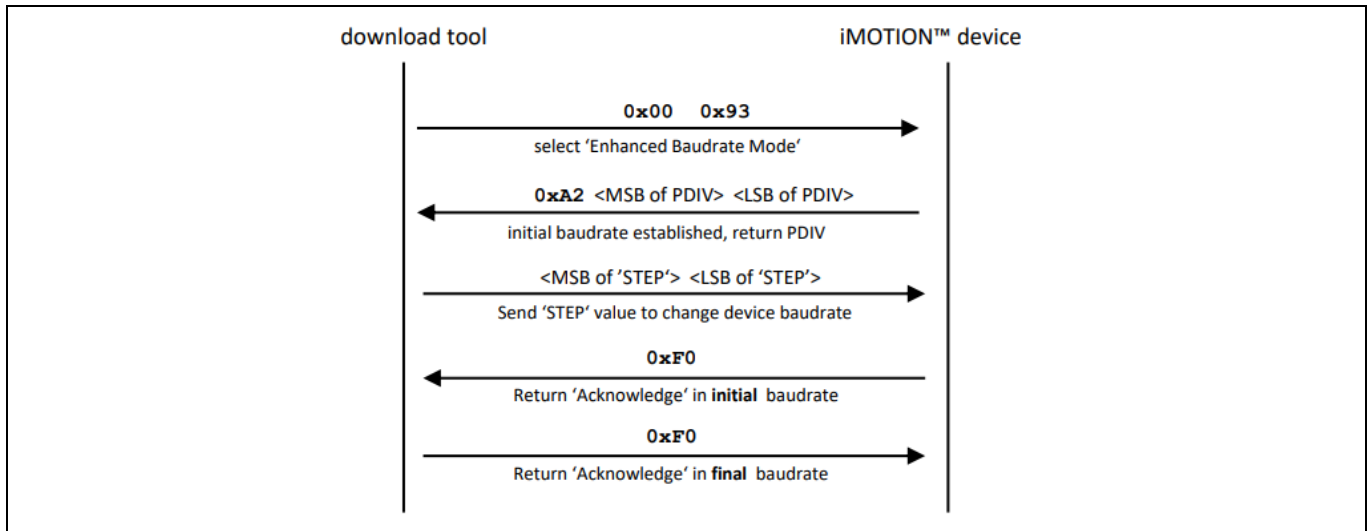 download tool iMOTION™ device
0x00 0x93
select ‘Enhanced Baudrate Mode‘
0xA2 <MSB of PDIV> <LSB of PDIV>
initial baudrate established, return PDIV
<MSB of ’STEP‘> <LSB of ‘STEP’>
Send ‘STEP‘ value to change device baudrate
0xF0
Return ‘Acknowledge‘ in initial baudrate
0xF0
Return ‘Acknowledge‘ in final baudrate